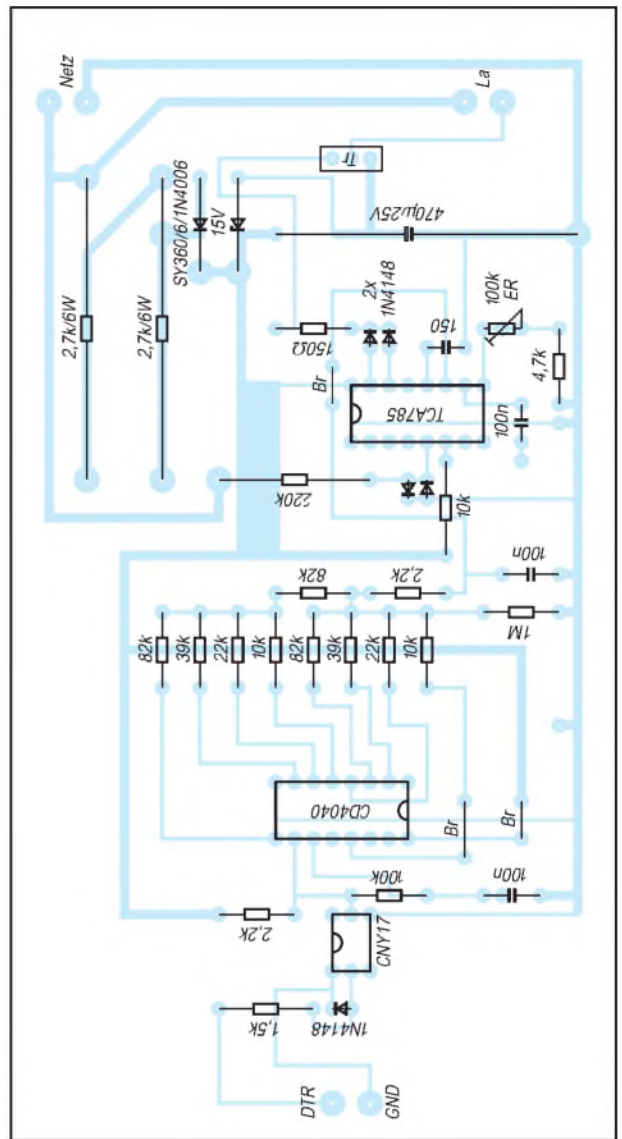 Netz
La
Tr
SY360/6/1N4006
15V
470µ/25V
2,7k/6W
2,7k/6W
2x
1N4148
100k
ER
150Ω
150
Br
4,7k
TCA785
100n
220k
10k
82k
2,2k
100n
82k
39k
22k
10k
82k
39k
22k
10k
1M
CD4040
Br
Br
100k
100n
2,2k
CNY17
1,5k
1N4148
DTR
GND